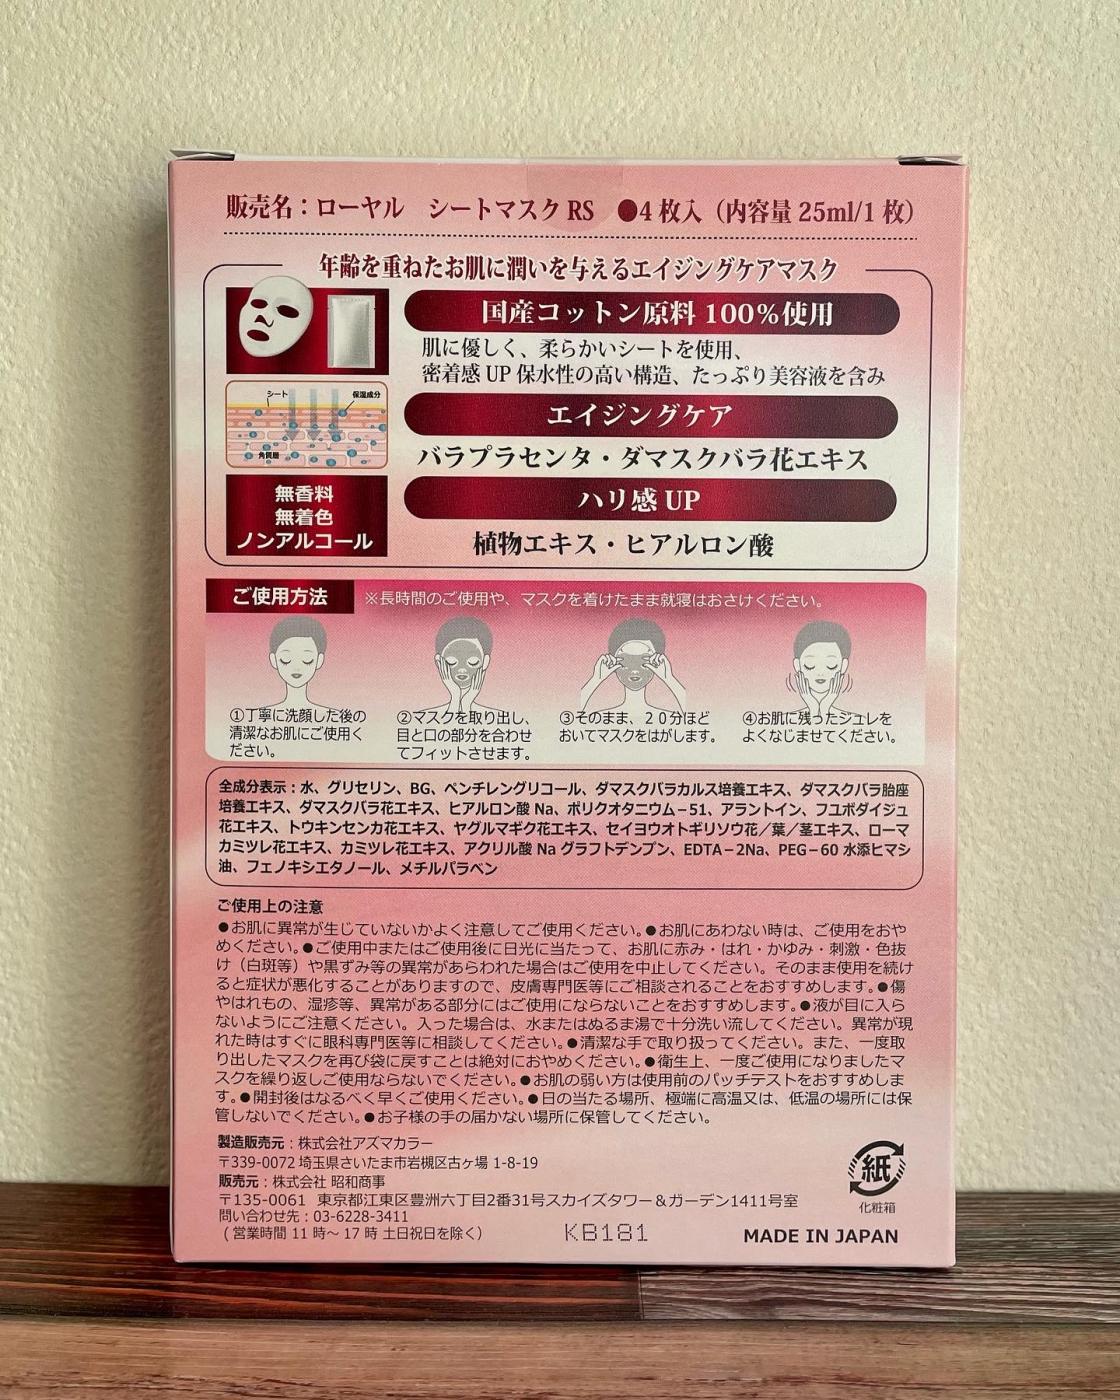 販売名：ローヤル　シートマスク RS　●4 枚入（内容量 25ml/1 枚）
年齢を重ねたお肌に潤いを与えるエイジングケアマスク
国産コットン原料 100％使用
肌に優しく、柔らかいシートを使用、
密着感 UP 保水性の高い構造、たっぷり美容液を含み
シート
保湿成分
角質層
エイジングケア
バラプラセンタ・ダマスクバラ花エキス
無香料
無着色
ノンアルコール
ハリ感 UP
植物エキス・ヒアルロン酸
ご使用方法
※長時間のご使用や、マスクを着けたまま就寝はおさけください。
①丁寧に洗顔した後の
清潔なお肌にご使用く
ださい。
②マスクを取り出し、
目と口の部分を合わせ
てフィットさせます。
③そのまま、２０分ほど
おいてマスクをはがします。
④お肌に残ったジュレを
よくなじませてください。
全成分表示：水、グリセリン、BG、ペンチレングリコール、ダマスクバラカルス培養エキス、ダマスクバラ胎座
培養エキス、ダマスクバラ花エキス、ヒアルロン酸 Na、ポリクオタニウム－51、アラントイン、フユボダイジュ
花エキス、トウキンセンカ花エキス、ヤグルマギク花エキス、セイヨウオトギリソウ花／葉／茎エキス、ローマ
カミツレ花エキス、カミツレ花エキス、アクリル酸 Na グラフトデンプン、EDTA－2Na、PEG－60 水添ヒマシ
油、フェノキシエタノール、メチルパラベン
ご使用上の注意
●お肌に異常が生じていないかよく注意してご使用ください。●お肌にあわない時は、ご使用をおや
めください。●ご使用中またはご使用後に日光に当たって、お肌に赤み・はれ・かゆみ・刺激・色抜
け（白斑等）や黒ずみ等の異常があらわれた場合はご使用を中止してください。そのまま使用を続け
ると症状が悪化することがありますので、皮膚専門医等にご相談されることをおすすめします。●傷
やはれもの、湿疹等、異常がある部分にはご使用にならないことをおすすめします。●液が目に入ら
ないようにご注意ください。入った場合は、水またはぬるま湯で十分洗い流してください。異常が現
れた時はすぐに眼科専門医等に相談してください。●清潔な手で取り扱ってください。また、一度取
り出したマスクを再び袋に戻すことは絶対におやめください。●衛生上、一度ご使用になりましたマ
スクを繰り返しご使用ならないでください。●お肌の弱い方は使用前のパッチテストをおすすめしま
す。●開封後はなるべく早くご使用ください。●日の当たる場所、極端に高温又は、低温の場所には保
管しないでください。●お子様の手の届かない場所に保管してください。
製造販売元：株式会社アズマカラー
〒339-0072 埼玉県さいたま市岩槻区古ヶ場 1-8-19
販売元：株式会社 昭和商事
〒135-0061 東京都江東区豊洲六丁目2番31号スカイズタワー＆ガーデン1411号室
問い合わせ先：03-6228-3411
（営業時間 11 時～ 17 時 土日祝日を除く）
KB181
紙
化粧箱
MADE IN JAPAN